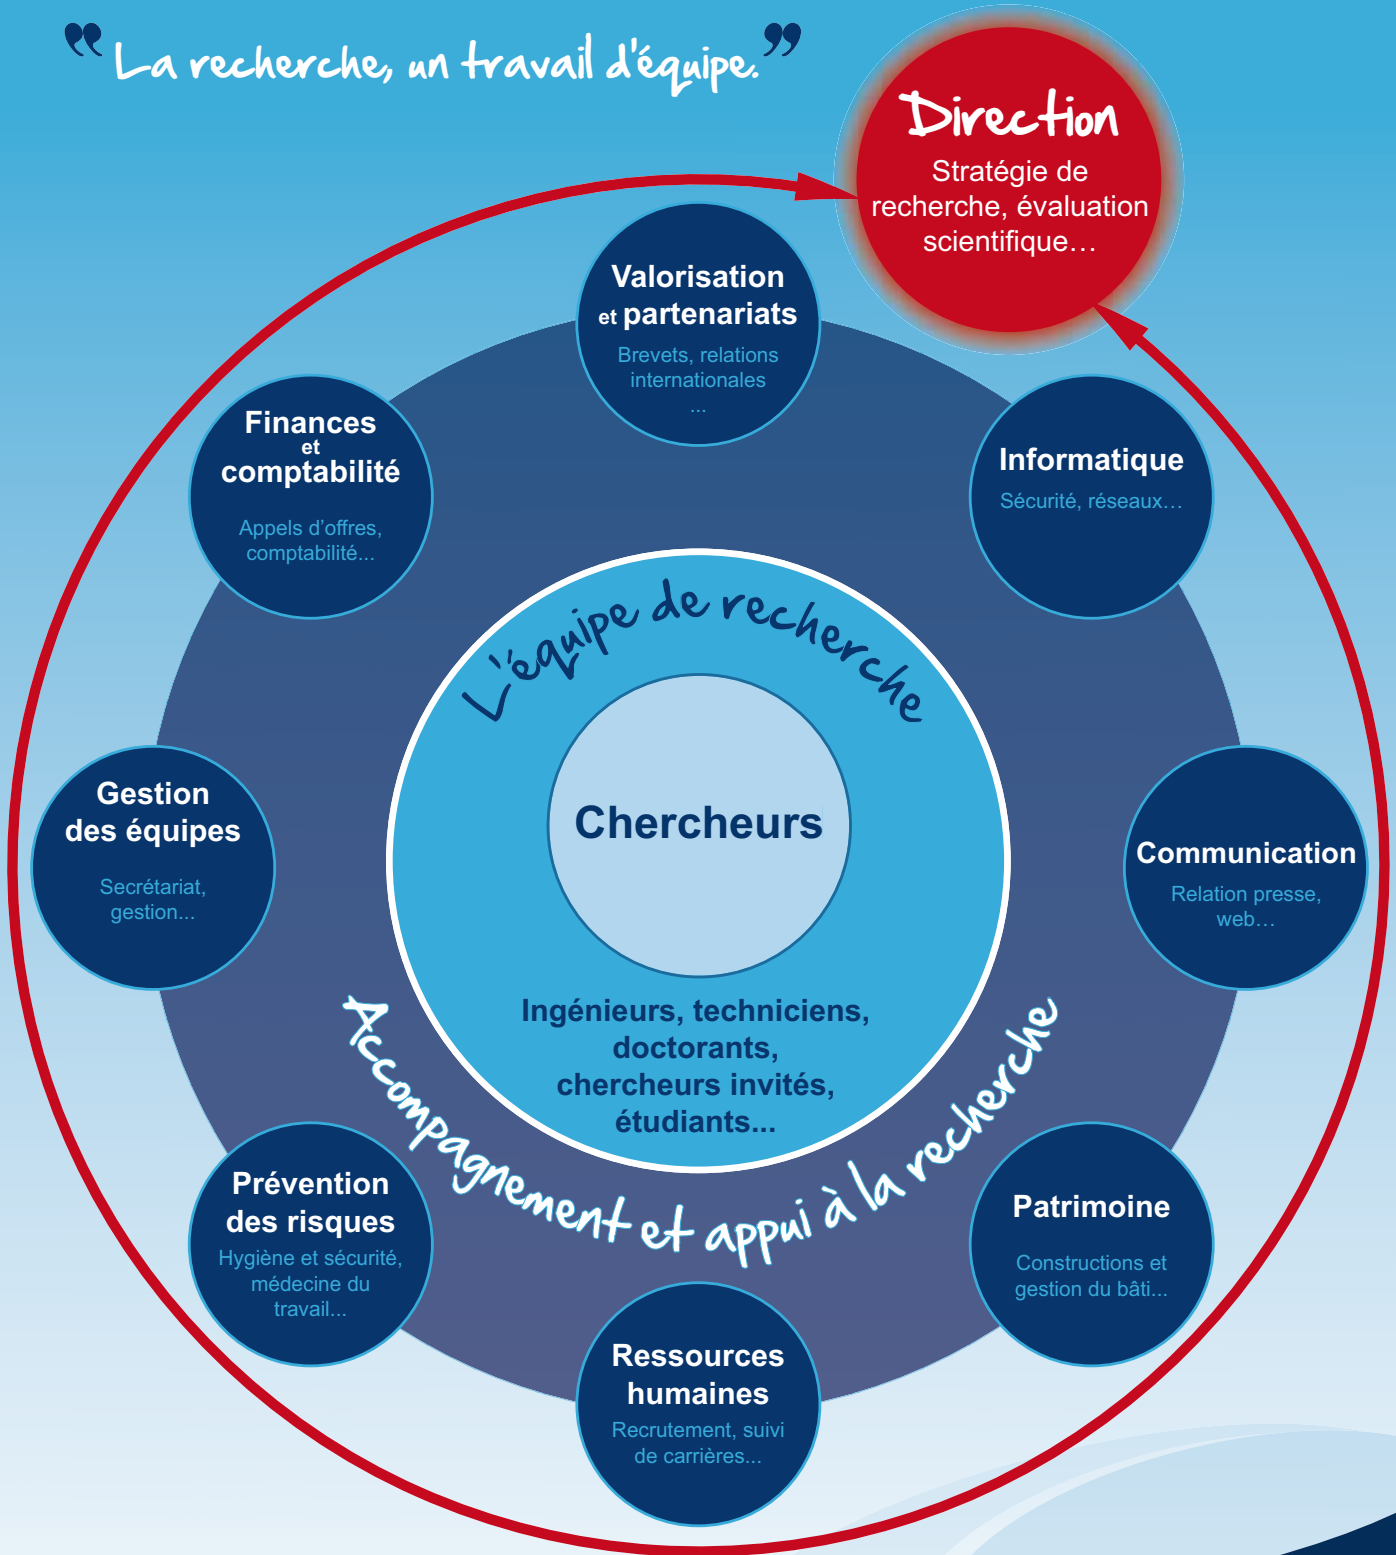 ” La recherche, un travail d'équipe. ”
Direction
Stratégie de
recherche, évaluation
scientifique…
Valorisation
et partenariats
Brevets, relations
internationales
...
Finances
et
comptabilité
Appels d’offres,
comptabilité...
Informatique
Sécurité, réseaux…
L'équipe de recherche
Chercheurs
Gestion
des équipes
Secrétariat,
gestion...
Communication
Relation presse,
web…
Ingénieurs, techniciens,
doctorants,
chercheurs invités,
étudiants...
Accompagnement et appui à la recherche
Prévention
des risques
Hygiène et sécurité,
médecine du
travail...
Patrimoine
Constructions et
gestion du bâti...
Ressources
humaines
Recrutement, suivi
de carrières...